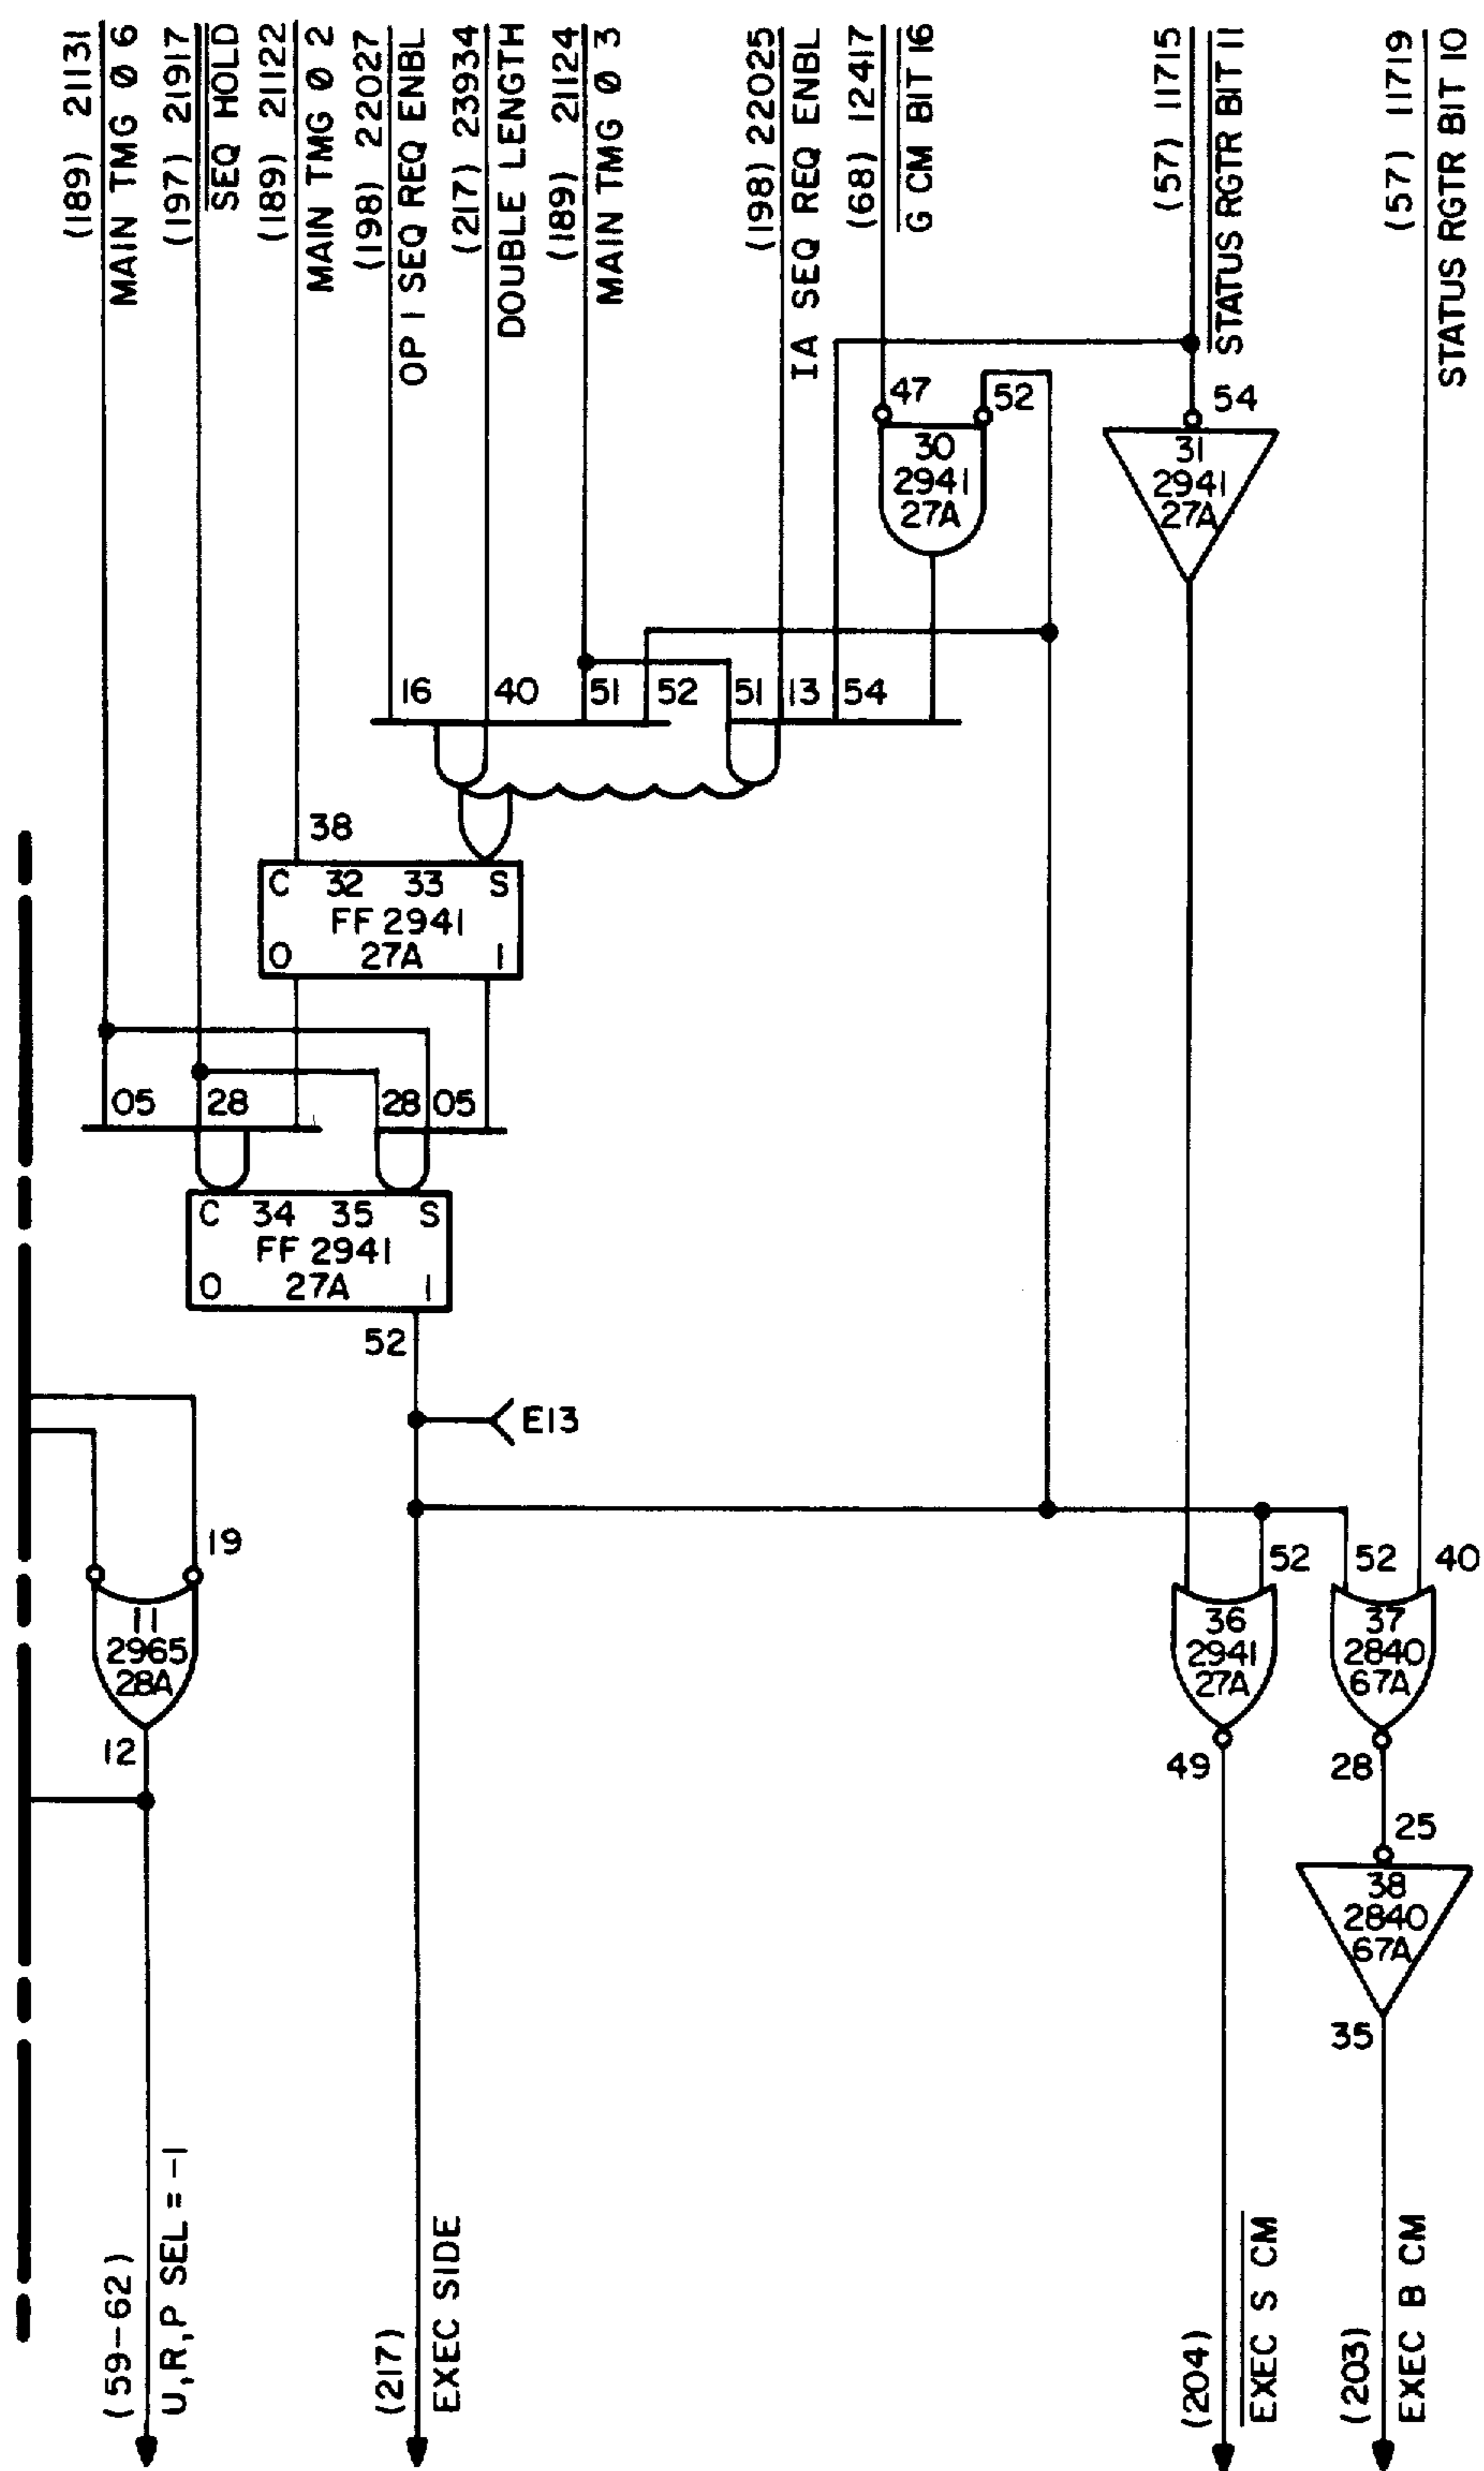 (189) 21131
MAIN TMG Ø 6
(197) 21917
SEQ HOLD
(189) 21122
MAIN TMG Ø 2
(198) 22027
OP I SEQ REQ ENBL
(217) 23934
DOUBLE LENGTH
(189) 21124
MAIN TMG Ø 3
(198) 22025
IA SEQ REQ ENBL
(68) 12417
G CM BIT 16
(57) 11715
STATUS RGTR BIT 11
(57) 11719
STATUS RGTR BIT 10
47
52
54
30
2941
27A
31
2941
27A
16
40
51
52
51
13
54
38
C 32 33 S
FF 2941
0 27A 1
05
28
28
05
C 34 35 S
FF 2941
0 27A 1
52
E13
19
52
52
40
11
2965
28A
36
2941
27A
37
2840
67A
12
49
28
25
38
2840
67A
35
(59-62)
U,R,P SEL = -1
(217)
EXEC SIDE
(204)
EXEC S CM
(203)
EXEC B CM